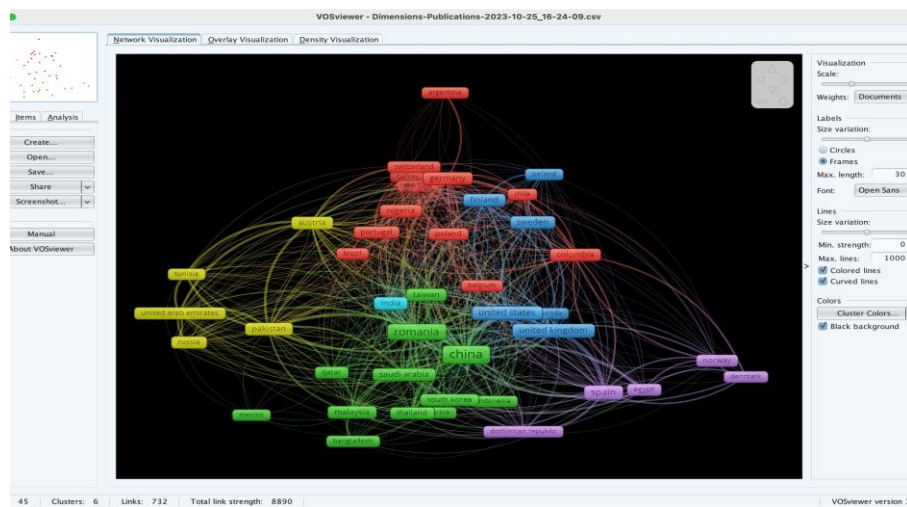 VOSviewer - Dimensions-Publications-2023-10-25_16-24-09.csv
Network Visualization Overlay Visualization Density Visualization
Items Analysis
Create...
Open...
Save...
Share
Screenshot...
Manual
About VOSviewer
argentina
switzerland
germany
iceland
finland
nigeria
austria
sweden
portugal
poland
brazil
colombia
tunisia
belgium
taiwan
india
united arab emirates
united states
pakistan
romania
united kingdom
russia
china
norway
qatar
saudi arabia
denmark
spain
egypt
south korea
indonesia
mexico
malaysia
thailand
dominican republic
bangladesh
Visualization
Scale:
Weights: Documents
Labels
Size variation:
Circles
Frames
Max. length: 30
Font: Open Sans
Lines
Size variation:
Min. strength: 0
Max. lines: 1000
Colored lines
Curved lines
Colors
Cluster Colors...
Black background
>
45 Clusters: 6 Links: 732 Total link strength: 8890
VOSviewer version